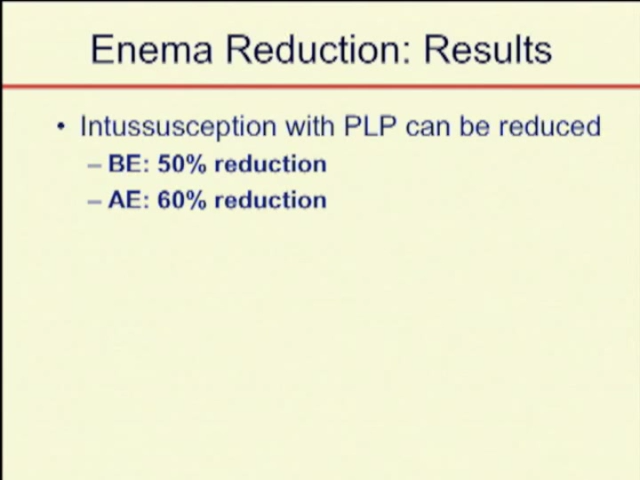 Enema Reduction: Results
• Intussusception with PLP can be reduced
– BE: 50% reduction
– AE: 60% reduction